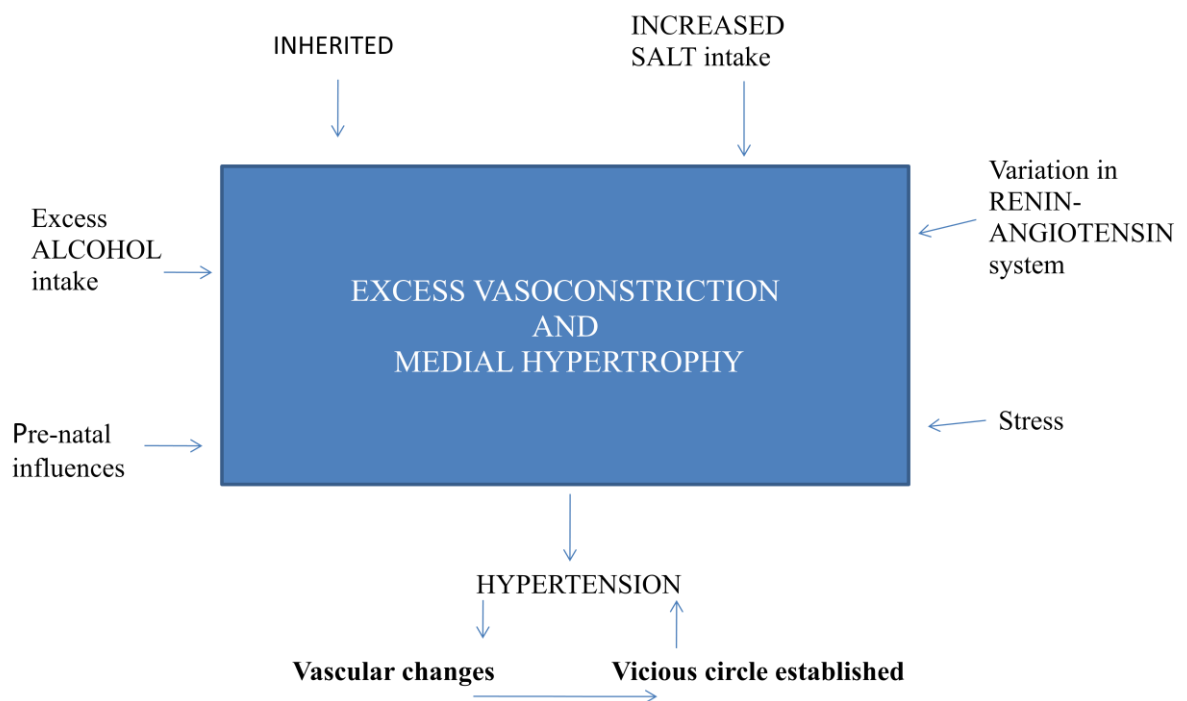 INHERITED
INCREASED
SALT intake
Variation in
RENIN-
ANGIOTENSIN
system
Excess
ALCOHOL
intake
EXCESS VASOCONSTRICTION
AND
MEDIAL HYPERTROPHY
Pre-natal
influences
Stress
HYPERTENSION
Vascular changes
Vicious circle established